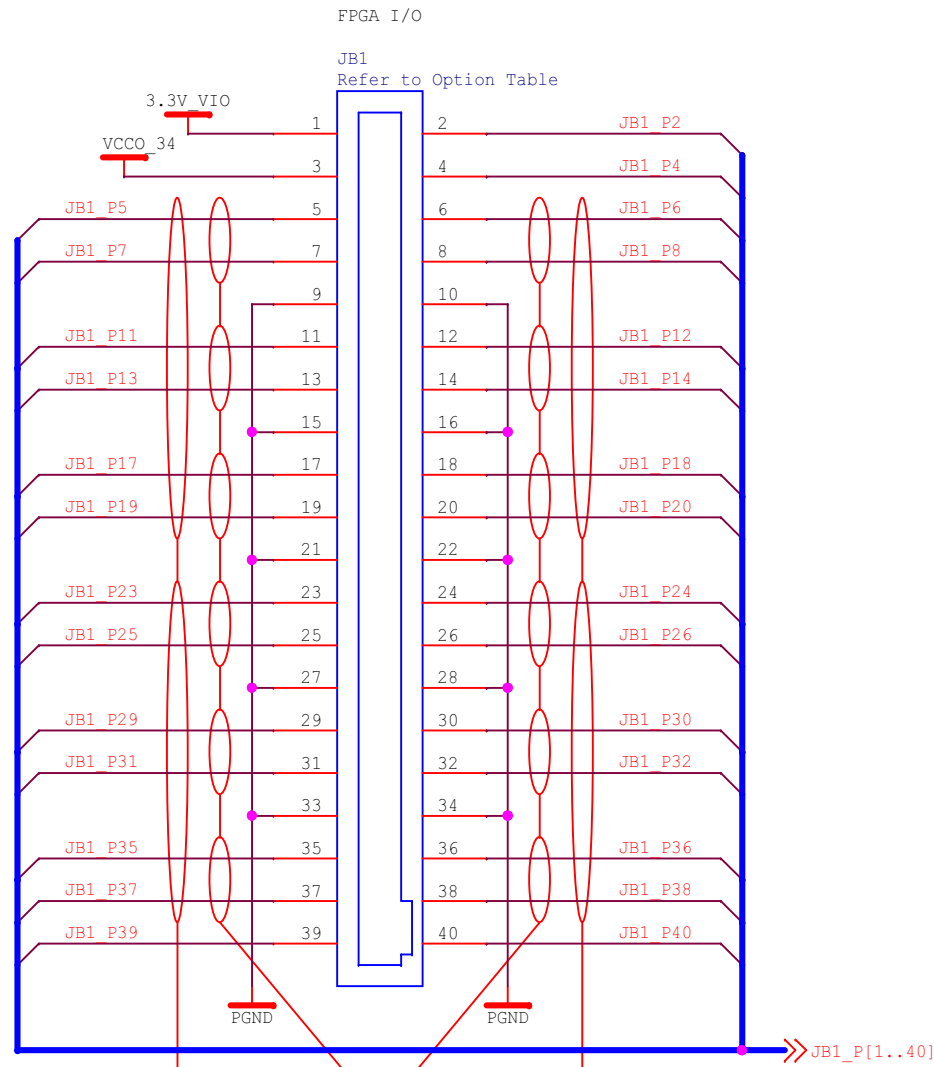 FPGA I/O
JB1
Refer to Option Table
3.3V_VIO
1 2 JB1_P2
VCCO_34
3 4 JB1_P4
JB1_P5 5 6 JB1_P6
JB1_P7 7 8 JB1_P8
9 10
JB1_P11 11 12 JB1_P12
JB1_P13 13 14 JB1_P14
15 16
JB1_P17 17 18 JB1_P18
JB1_P19 19 20 JB1_P20
21 22
JB1_P23 23 24 JB1_P24
JB1_P25 25 26 JB1_P26
27 28
JB1_P29 29 30 JB1_P30
JB1_P31 31 32 JB1_P32
33 34
JB1_P35 35 36 JB1_P36
JB1_P37 37 38 JB1_P38
JB1_P39 39 40 JB1_P40
PGND PGND
JB1_P[1..40]